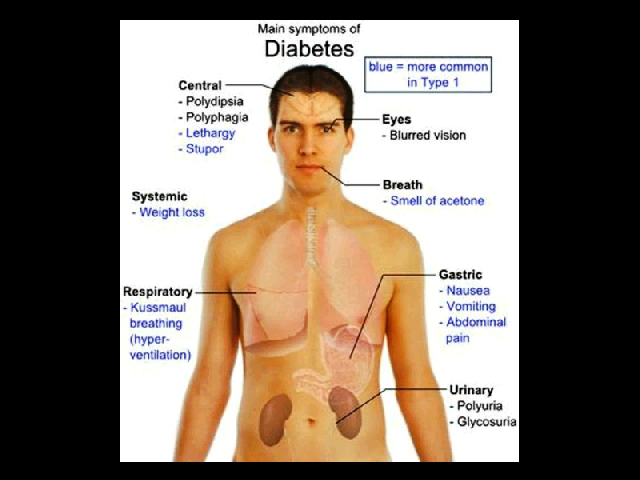 Main symptoms of
Diabetes
blue = more common
in Type 1
Central
- Polydipsia
- Polyphagia
- Lethargy
- Stupor
Eyes
- Blurred vision
Breath
- Smell of acetone
Systemic
- Weight loss
Respiratory
- Kussmaul
breathing
(hyper-
ventilation)
Gastric
- Nausea
- Vomiting
- Abdominal
pain
Urinary
- Polyuria
- Glycosuria